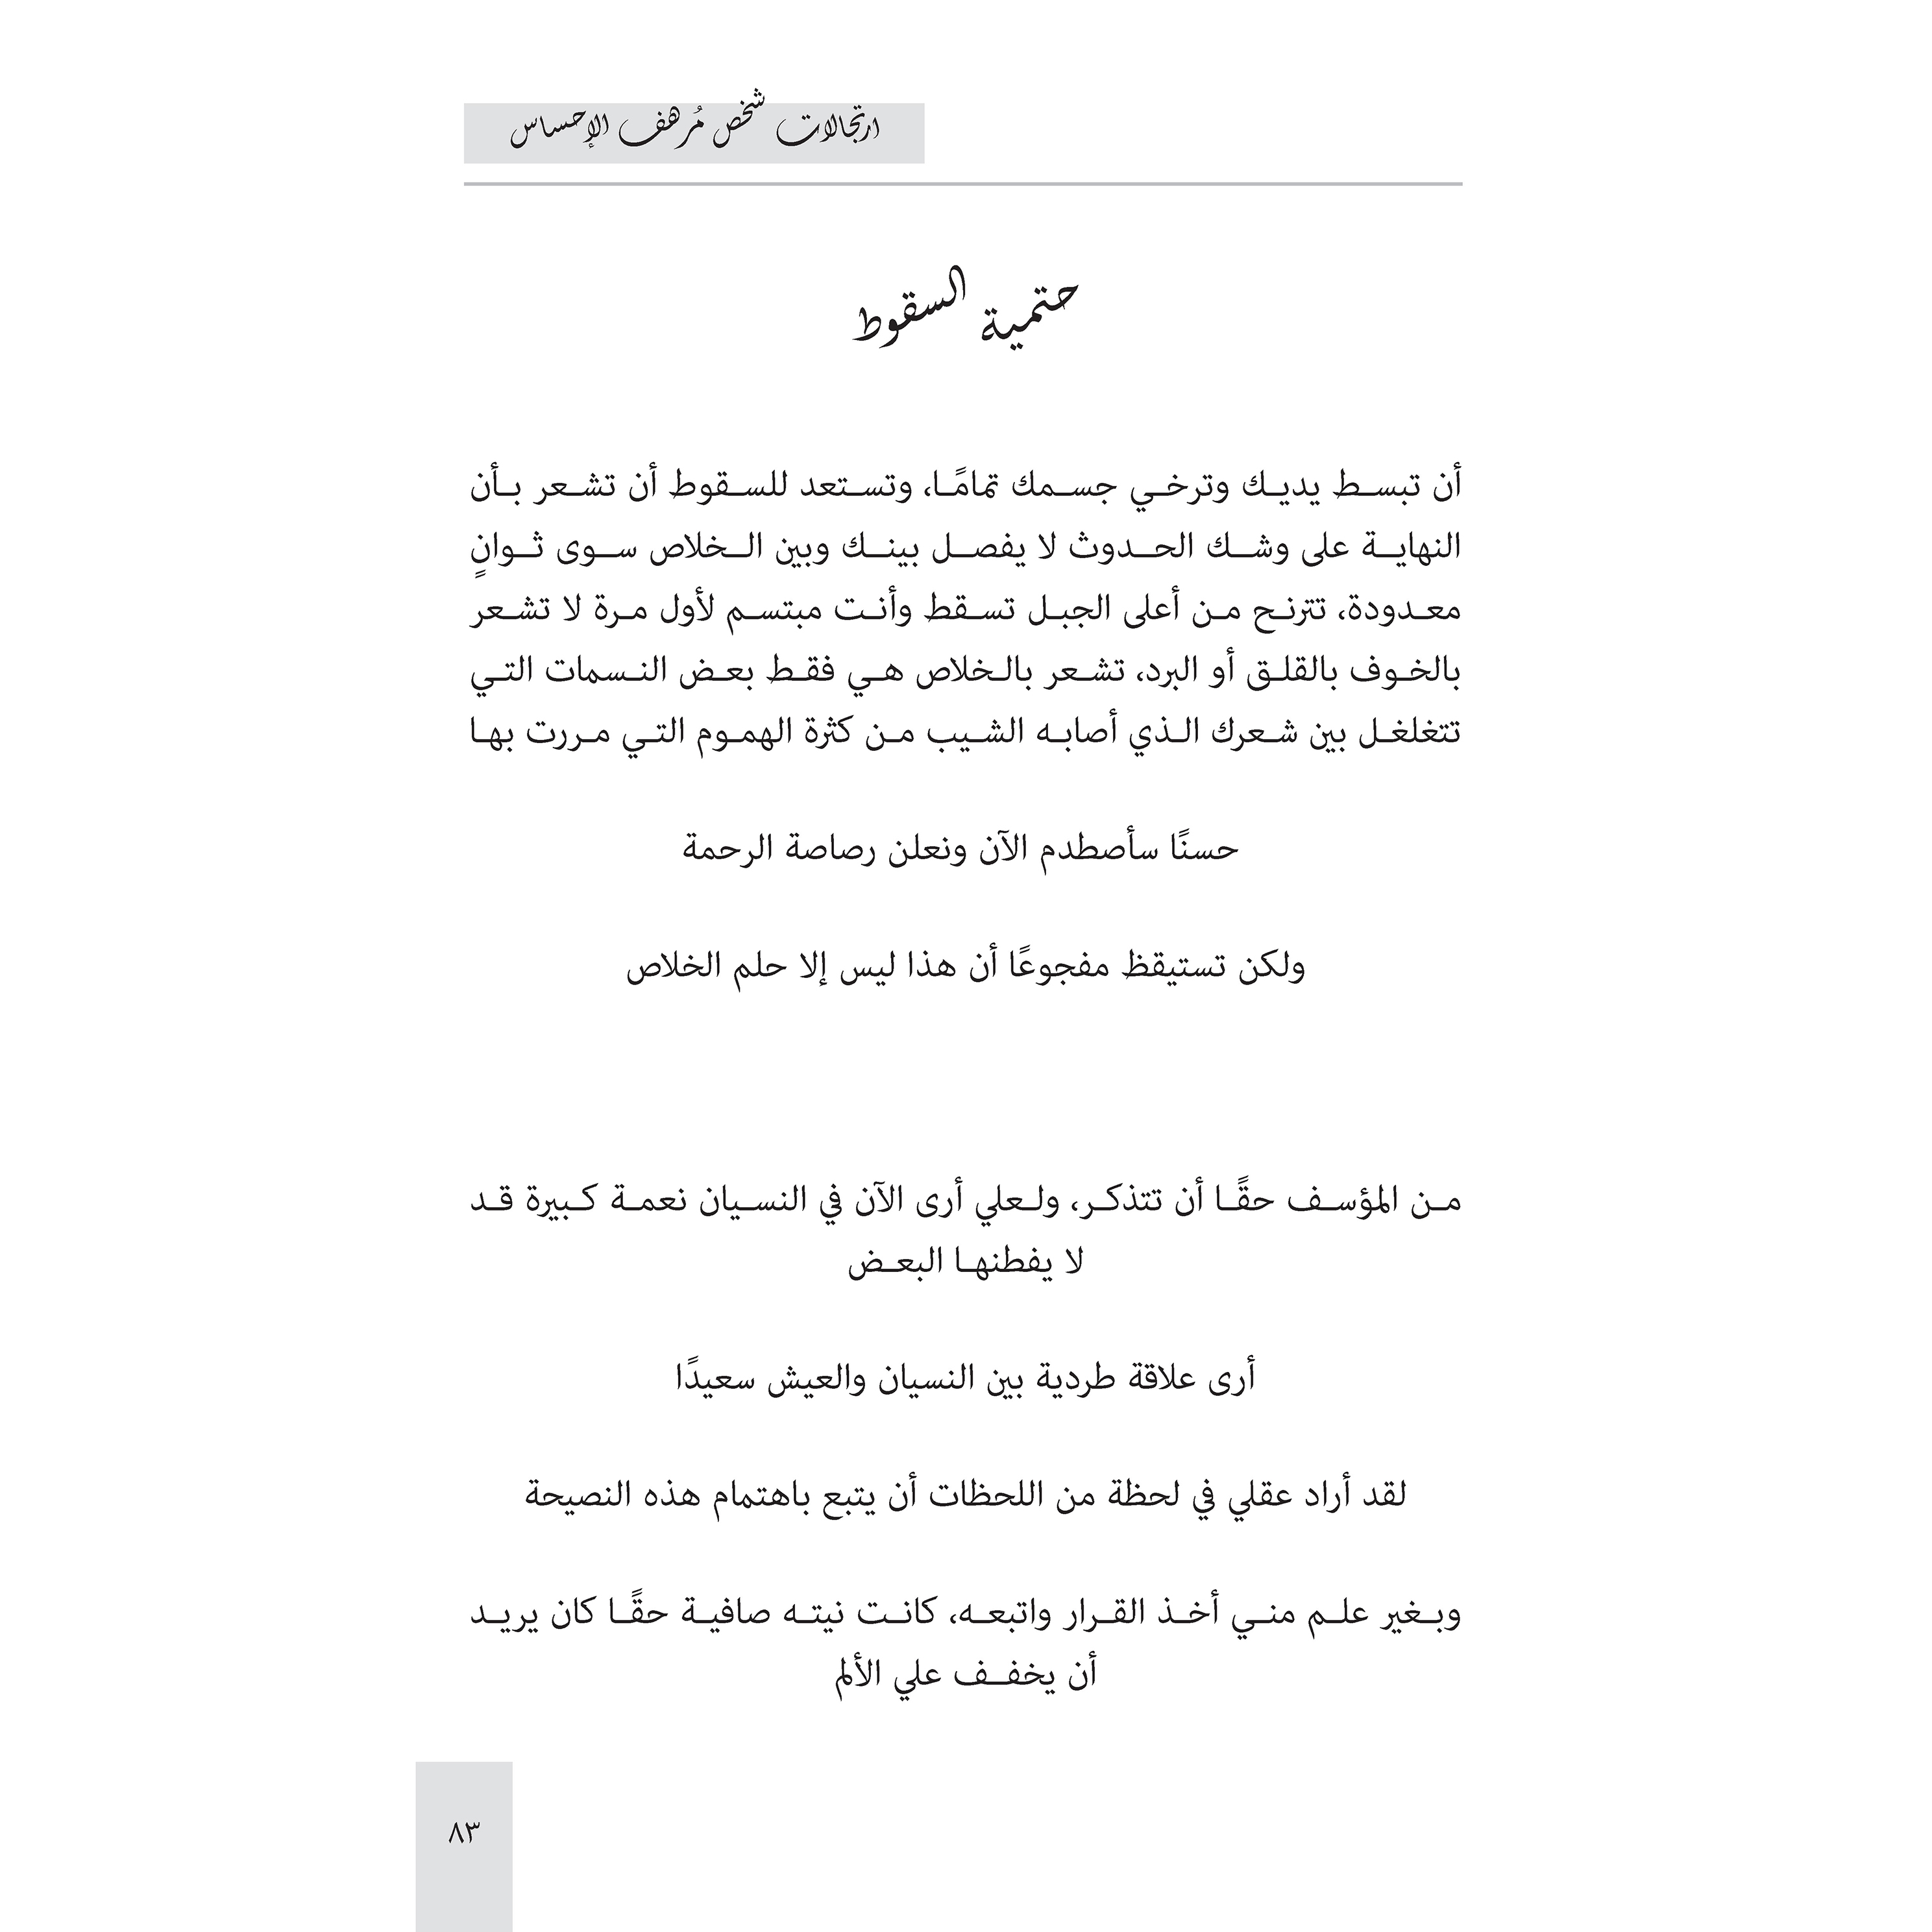 ارتجالات شخص مُرهف الإحساس
حتمية السقوط
أن تبسط يديك وترخي جسمك تمامًا، وتستعد للسقوط أن تشعر بأن
النهاية على وشك الحدوث لا يفصل بينك وبين الخلاص سوى ثوانٍ
معدودة، تترنح من أعلى الجبل تسقط وأنت مبتسم لأول مرة لا تشعر
بالخوف بالقلق أو البرد، تشعر بالخلاص هي فقط بعض النسمات التي
تتغلغل بين شعرك الذي أصابه الشيب من كثرة الهموم التي مررت بها
حسنًا سأصطدم الآن ونعلن رصاصة الرحمة
ولكن تستيقظ مفجوعًا أن هذا ليس إلا حلم الخلاص
من المؤسف حقًا أن تتذكر، ولعلي أرى الآن في النسيان نعمة كبيرة قد
لا يفطنها البعض
أرى علاقة طردية بين النسيان والعيش سعيدًا
لقد أراد عقلي في لحظة من اللحظات أن يتبع باهتمام هذه النصيحة
وبغير علم مني أخذ القرار واتبعه، كانت نيته صافية حقًا كان يريد
أن يخفف علي الألم
٨٣